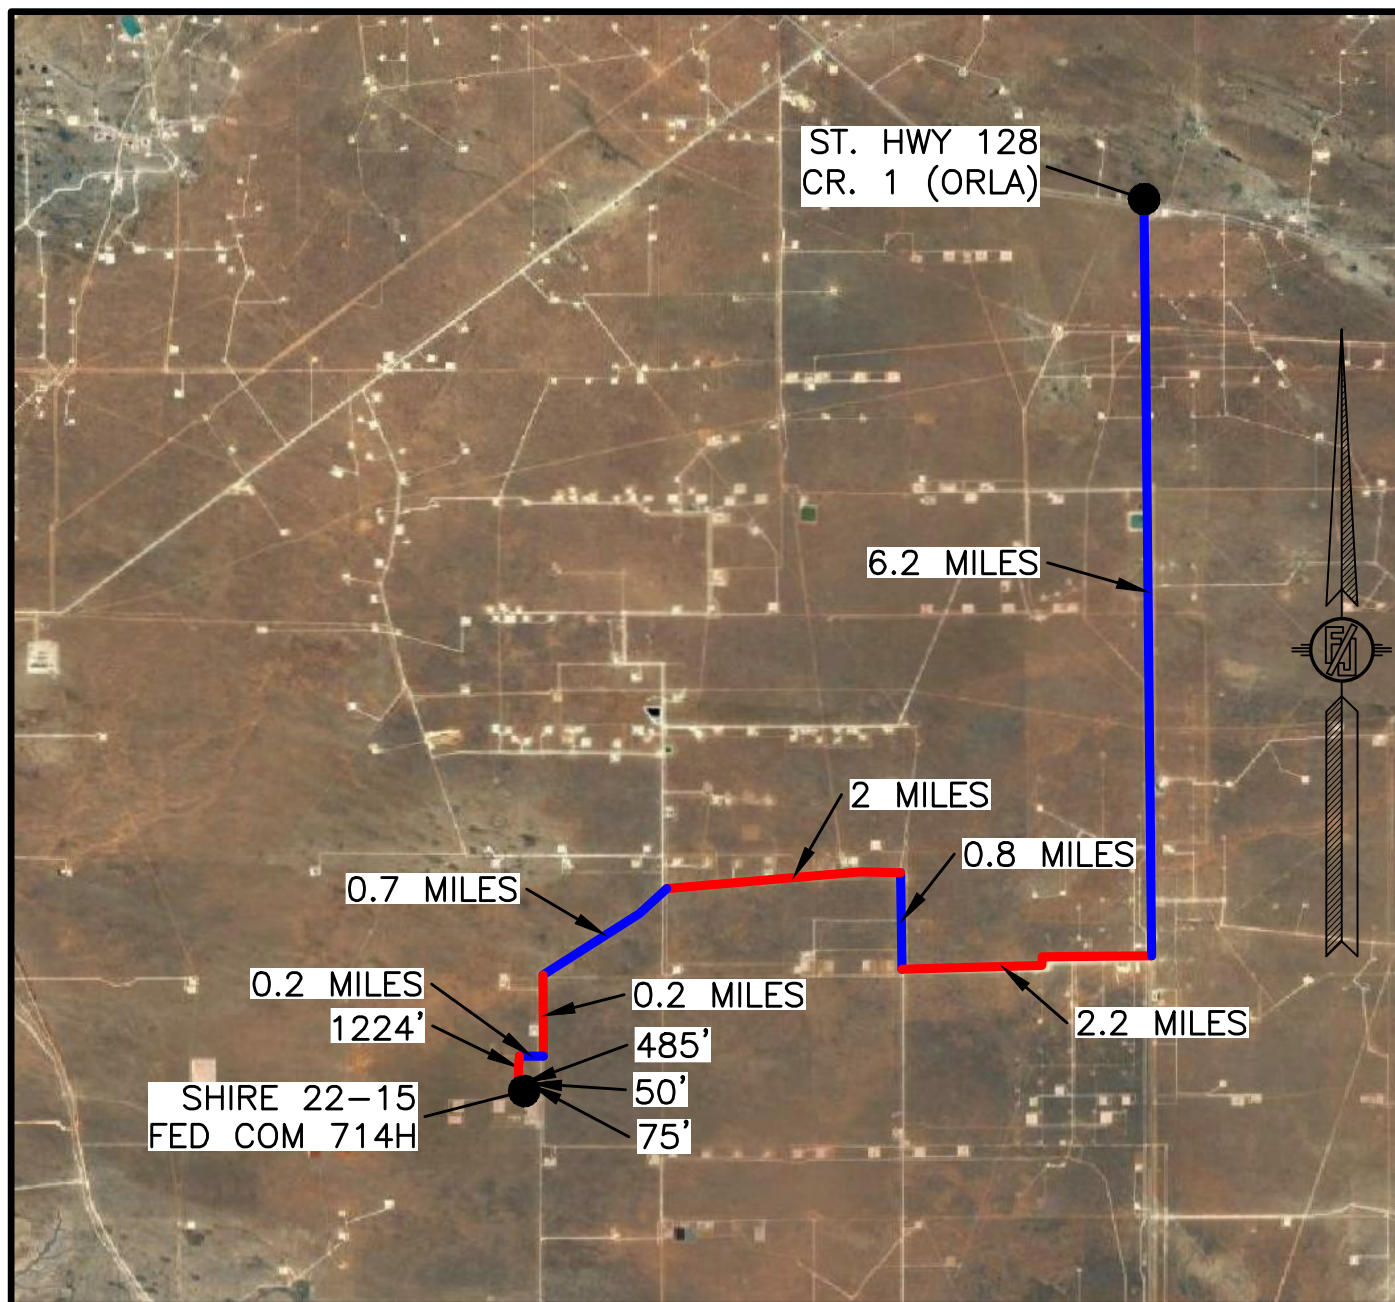 ST. HWY 128
CR. 1 (ORLA)
6.2 MILES
2 MILES
0.8 MILES
0.7 MILES
0.2 MILES
0.2 MILES
1224'
2.2 MILES
485'
50'
75'
SHIRE 22-15
FED COM 714H
FJ